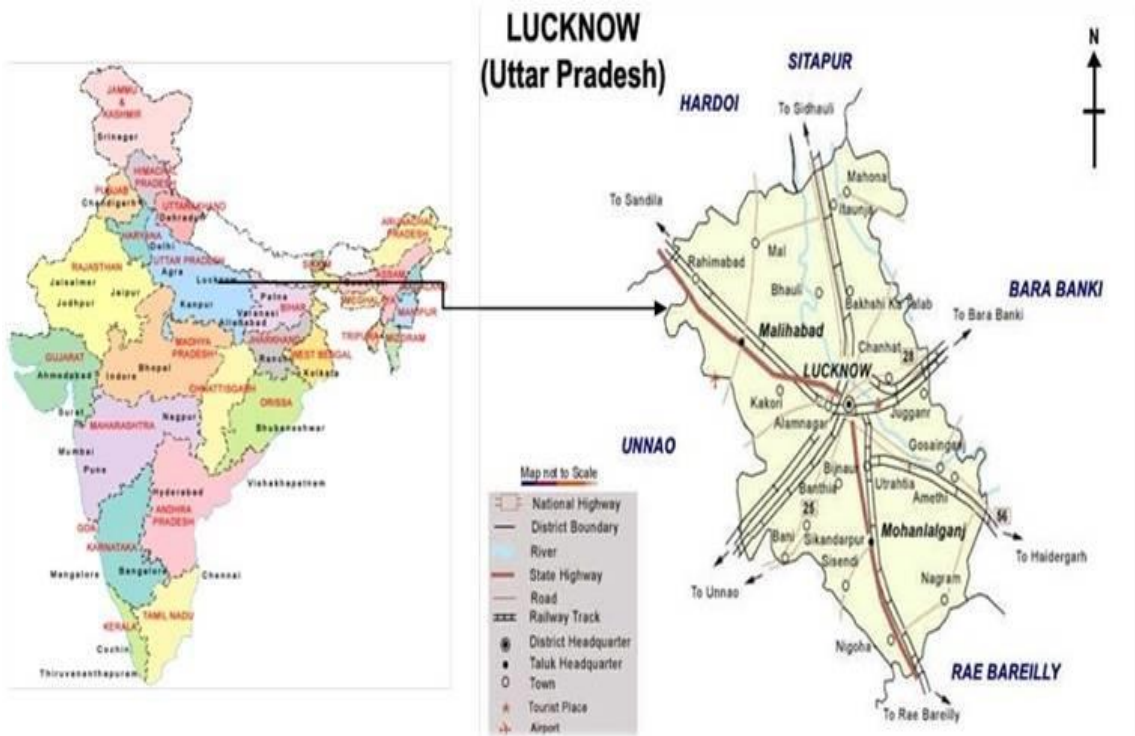 LUCKNOW
(Uttar Pradesh)
N
JAMMU
&
KASHMIR
Srinagar
HIMACHAL
PRADESH
PUNJAB
Chandigarh
UTTARAKHAND
Dehradun
HARYANA
Delhi
UTTAR PRADESH
Agra
Lucknow
RAJASTHAN
Jaisalmer
Jaipur
Jodhpur
Kanpur
Patna
Varanasi
BIHAR
Allahabad
ARUNACHAL
PRADESH
SIKKIM
ASSAM
MANIPUR
TRIPURA
MIZORAM
GUJARAT
Ahmedabad
MADHYA
PRADESH
Bhopal
Indore
JHARKHAND
Ranchi
WEST BENGAL
Kolkata
CHHATTISGARH
Surat
Nagpur
ORISSA
Bhubaneshwar
MAHARASHTRA
Mumbai
Pune
Vishakhapatnam
Hyderabad
ANDHRA
PRADESH
GOA
KARNATAKA
Mangalore
Bangalore
Chennai
KERALA
TAMIL NADU
Cochin
Thiruvananthapuram
SITAPUR
HARDOI
To Sidhauli
Mahona
To Sandila
Itaunja
Mal
Rahimabad
BARA BANKI
Bhauli
Bakhshi Ka Talab
To Bara Banki
Malihabad
Chanhat
28
LUCKNOW
Kakori
Jugganr
Alamnagar
UNNAO
Gosainganj
Bijnaur
Utrahtia
Banthia
Amethi
25
56
Mohanlalganj
Bani
Sikandarpur
To Haidergarh
Sisendi
To Unnao
Nagram
Nigoha
RAE BAREILLY
To Rae Bareilly
Map not to Scale
National Highway
District Boundary
River
State Highway
Road
Railway Track
District Headquarter
Taluk Headquarter
Town
Tourist Place
Airport